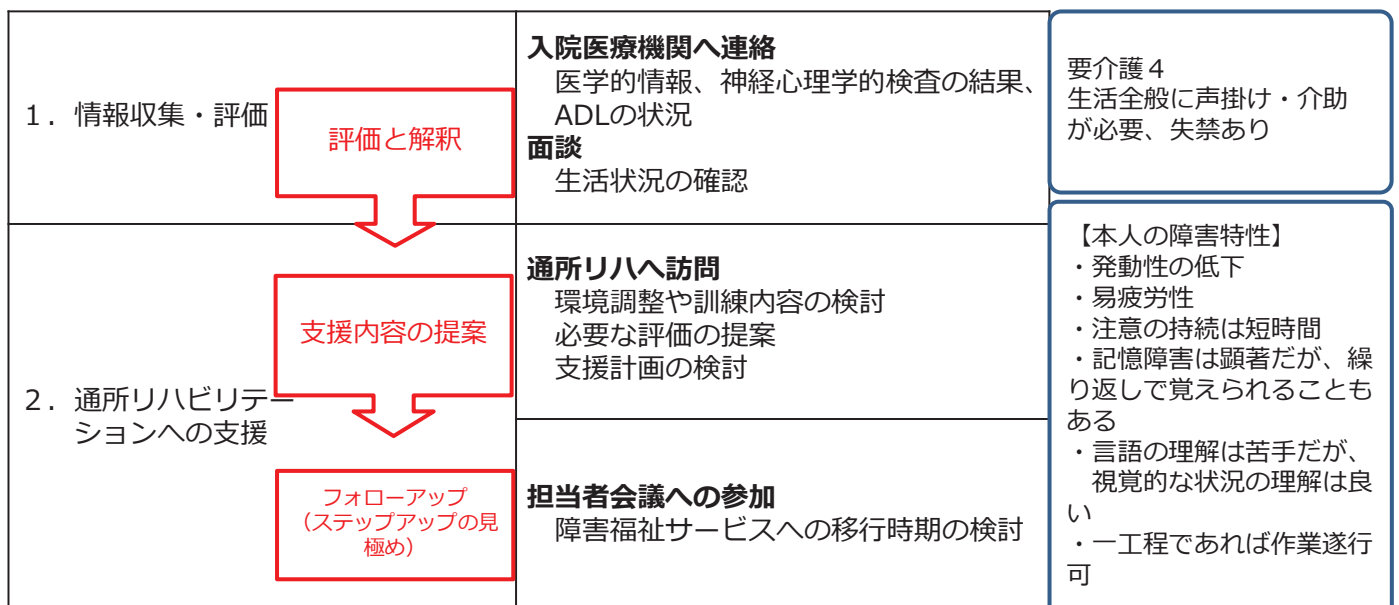 1．情報収集・評価
評価と解釈
入院医療機関へ連絡
医学的情報、神経心理学的検査の結果、
ADLの状況
面談
生活状況の確認
要介護４
生活全般に声掛け・介助
が必要、失禁あり
2．通所リハビリテー
ションへの支援
支援内容の提案
フォローアップ
（ステップアップの見
極め）
通所リハへ訪問
環境調整や訓練内容の検討
必要な評価の提案
支援計画の検討
担当者会議への参加
障害福祉サービスへの移行時期の検討
【本人の障害特性】
・発動性の低下
・易疲労性
・注意の持続は短時間
・記憶障害は顕著だが、繰
り返しで覚えられることも
ある
・言語の理解は苦手だが、
視覚的な状況の理解は良
い
・一工程であれば作業遂行
可